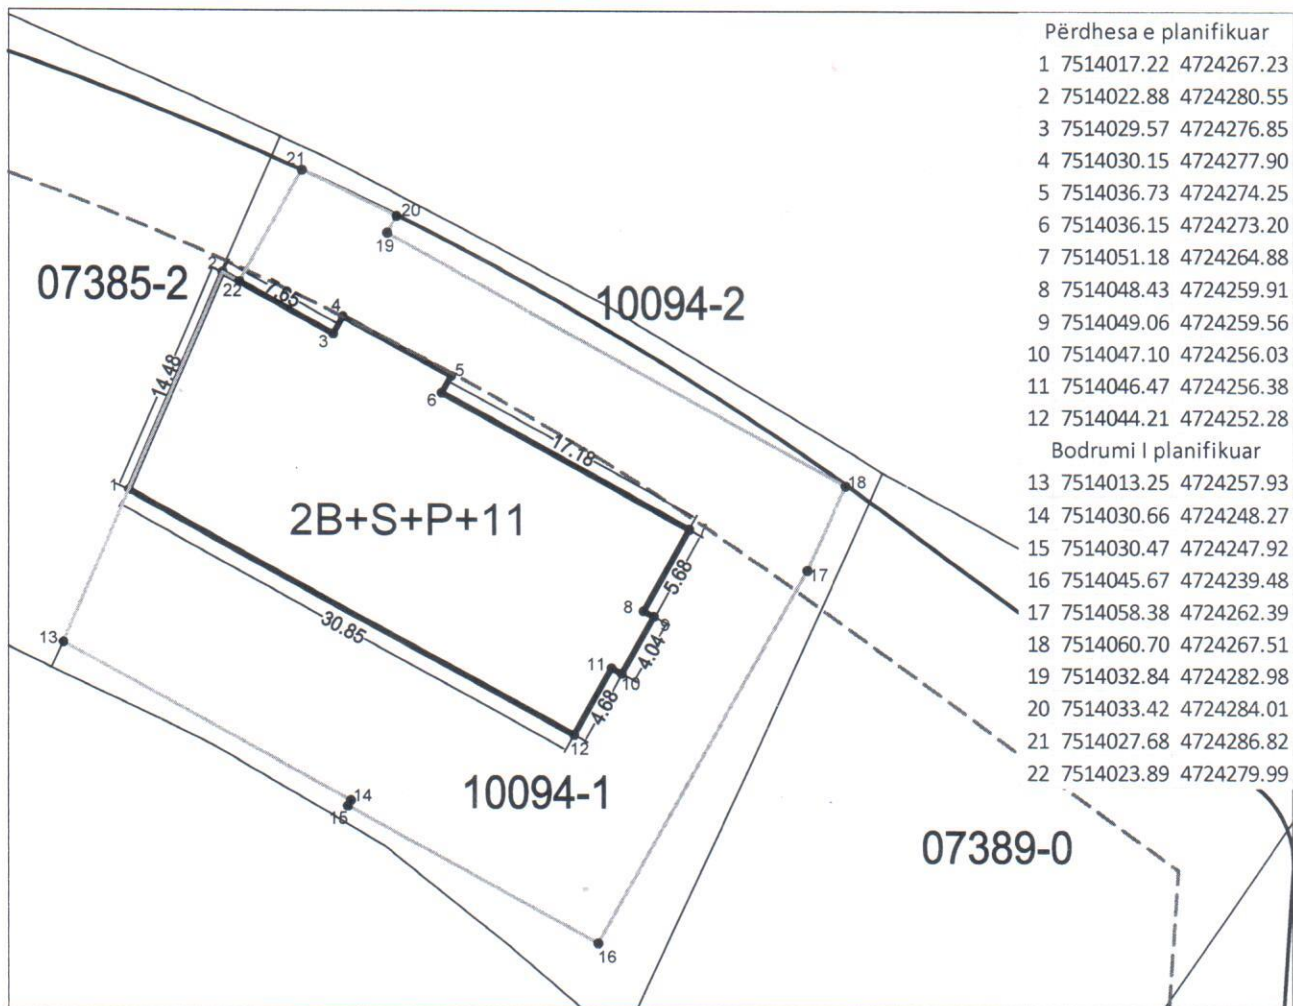 Përdhesa e planifikuar
1 7514017.22 4724267.23
2 7514022.88 4724280.55
3 7514029.57 4724276.85
4 7514030.15 4724277.90
5 7514036.73 4724274.25
6 7514036.15 4724273.20
7 7514051.18 4724264.88
8 7514048.43 4724259.91
9 7514049.06 4724259.56
10 7514047.10 4724256.03
11 7514046.47 4724256.38
12 7514044.21 4724252.28
Bodrumi I planifikuar
13 7514013.25 4724257.93
14 7514030.66 4724248.27
15 7514030.47 4724247.92
16 7514045.67 4724239.48
17 7514058.38 4724262.39
18 7514060.70 4724267.51
19 7514032.84 4724282.98
20 7514033.42 4724284.01
21 7514027.68 4724286.82
22 7514023.89 4724279.99
21
20
19
2
07385-2
22
7.65
4
3
10094-2
14.48
5
6
17.18
18
1
2B+S+P+11
17
5.68
8
9
30.85
13
4.04
11
10
4.68
12
10094-1
14
15
07389-0
16